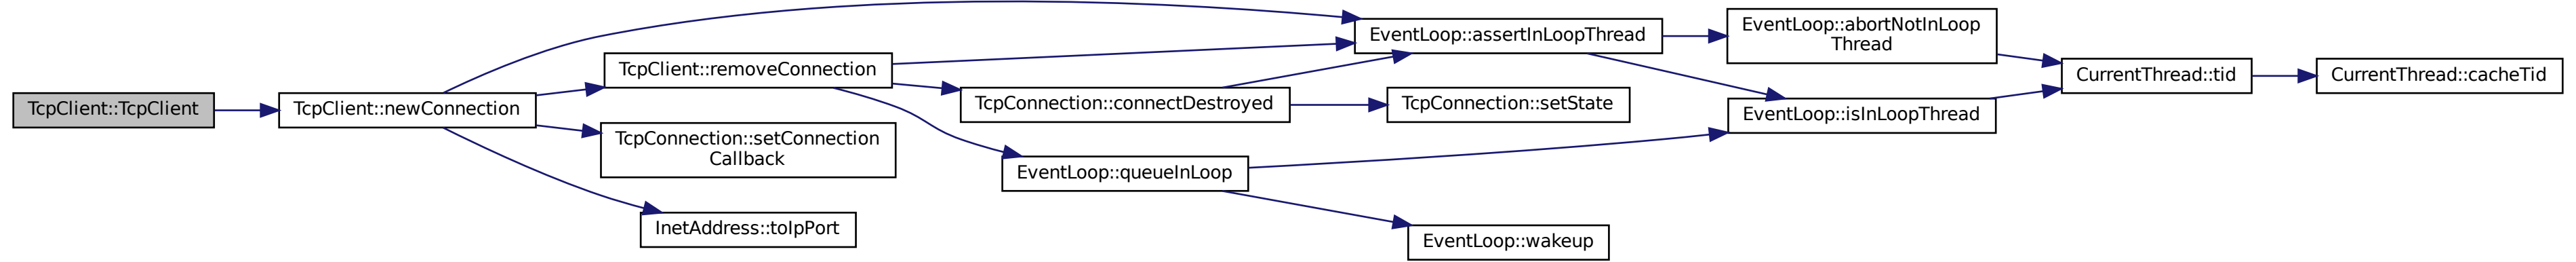 TcpClient::TcpClient
TcpClient::newConnection
TcpClient::removeConnection
TcpConnection::setConnection
Callback
InetAddress::toIpPort
TcpConnection::connectDestroyed
EventLoop::queueInLoop
EventLoop::assertInLoopThread
TcpConnection::setState
EventLoop::wakeup
EventLoop::abortNotInLoop
Thread
EventLoop::isInLoopThread
CurrentThread::tid
CurrentThread::cacheTid